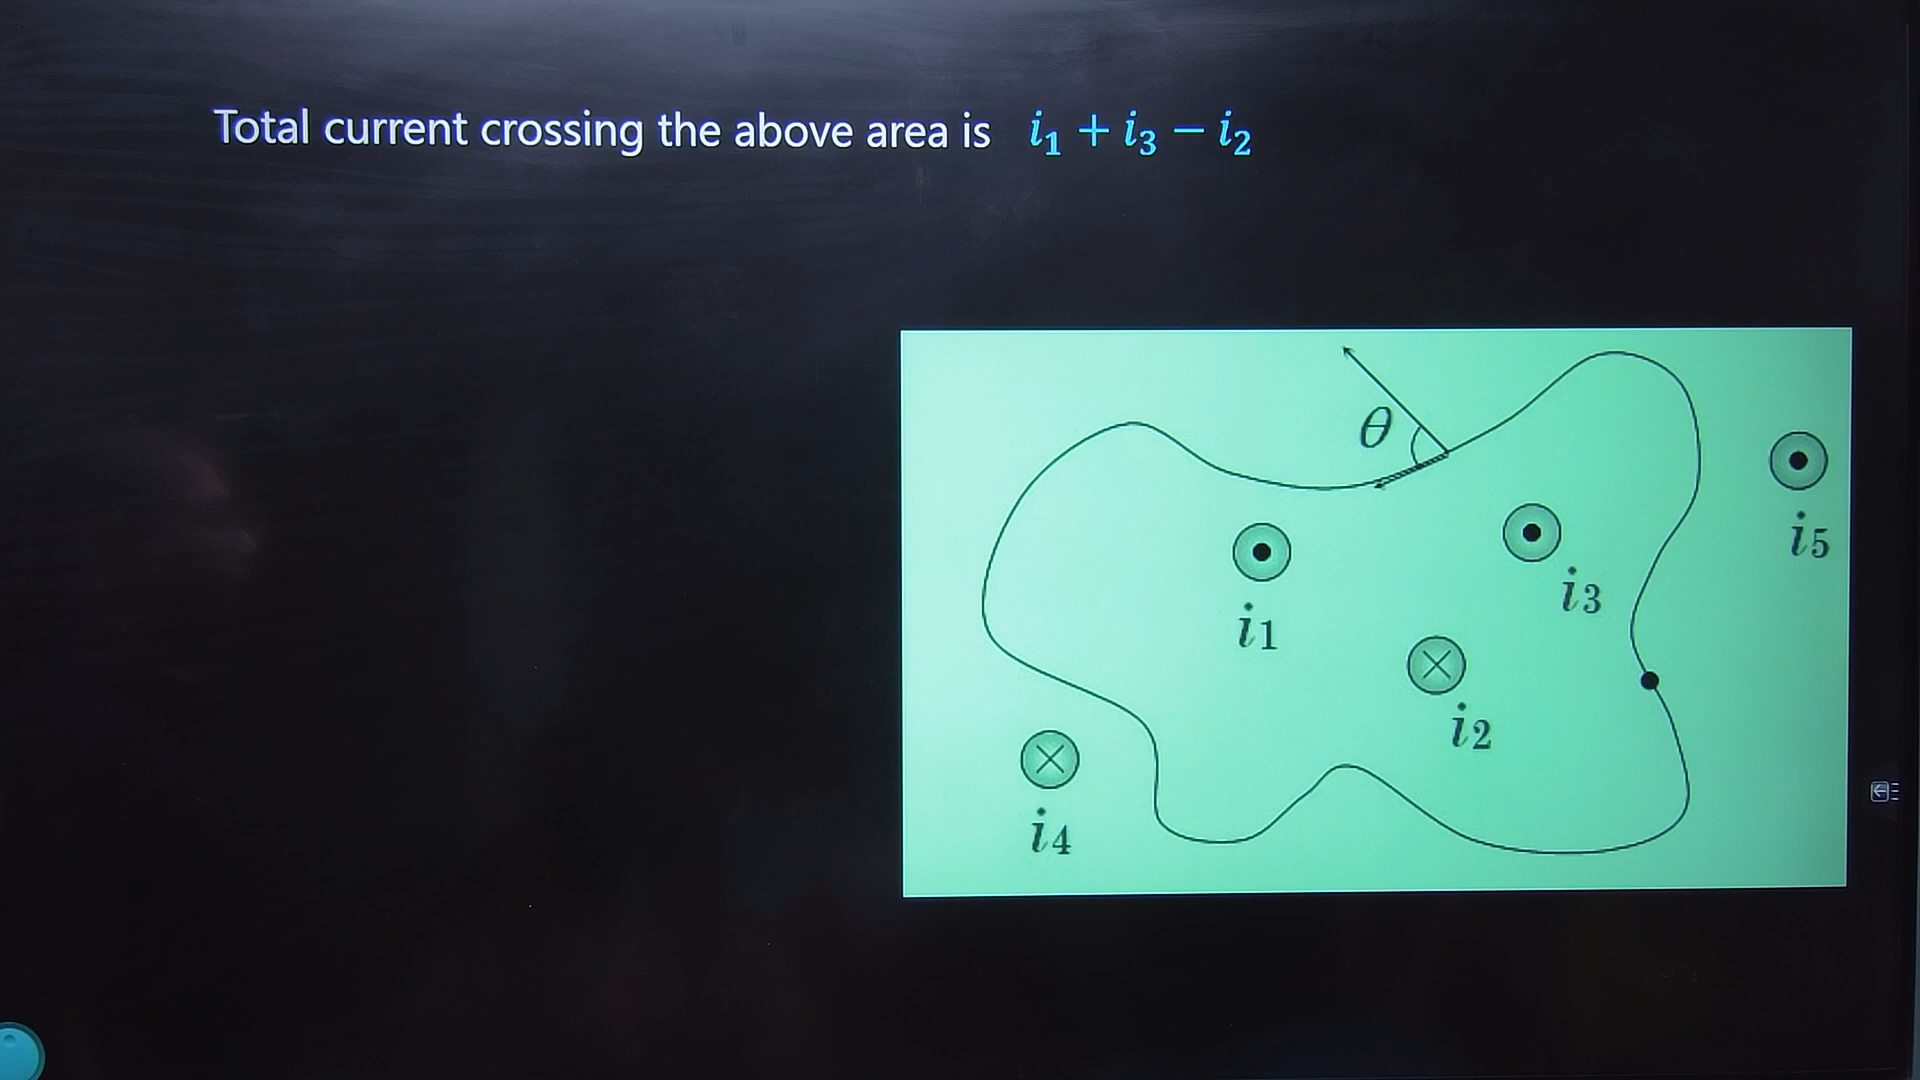 Total current crossing the above area is i₁ + i₃ − i₂
θ
i5
i3
i1
i2
i4